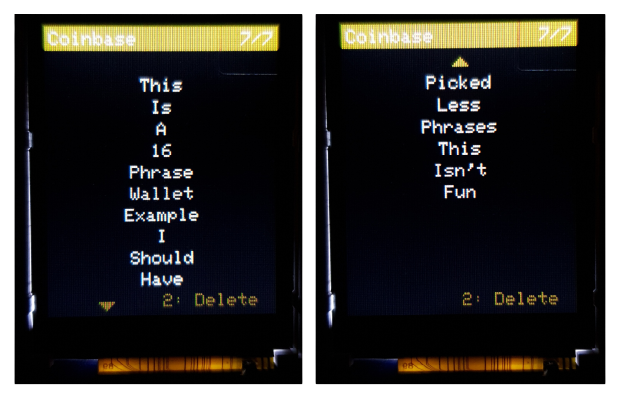 Coinbase 7/7
This
Is
A
16
Phrase
Wallet
Example
I
Should
Have
2: Delete
Coinbase 7/7
Picked
Less
Phrases
This
Isn't
Fun
2: Delete